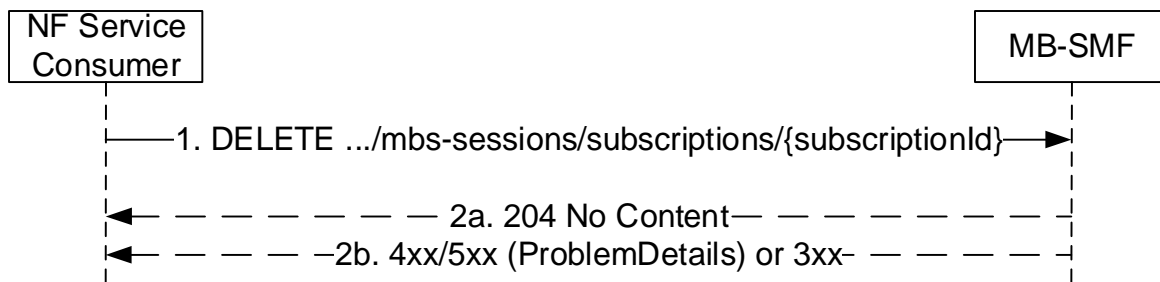 NF Service
Consumer
MB-SMF
1. DELETE .../mbs-sessions/subscriptions/{subscriptionId}
2a. 204 No Content
2b. 4xx/5xx (ProblemDetails) or 3xx